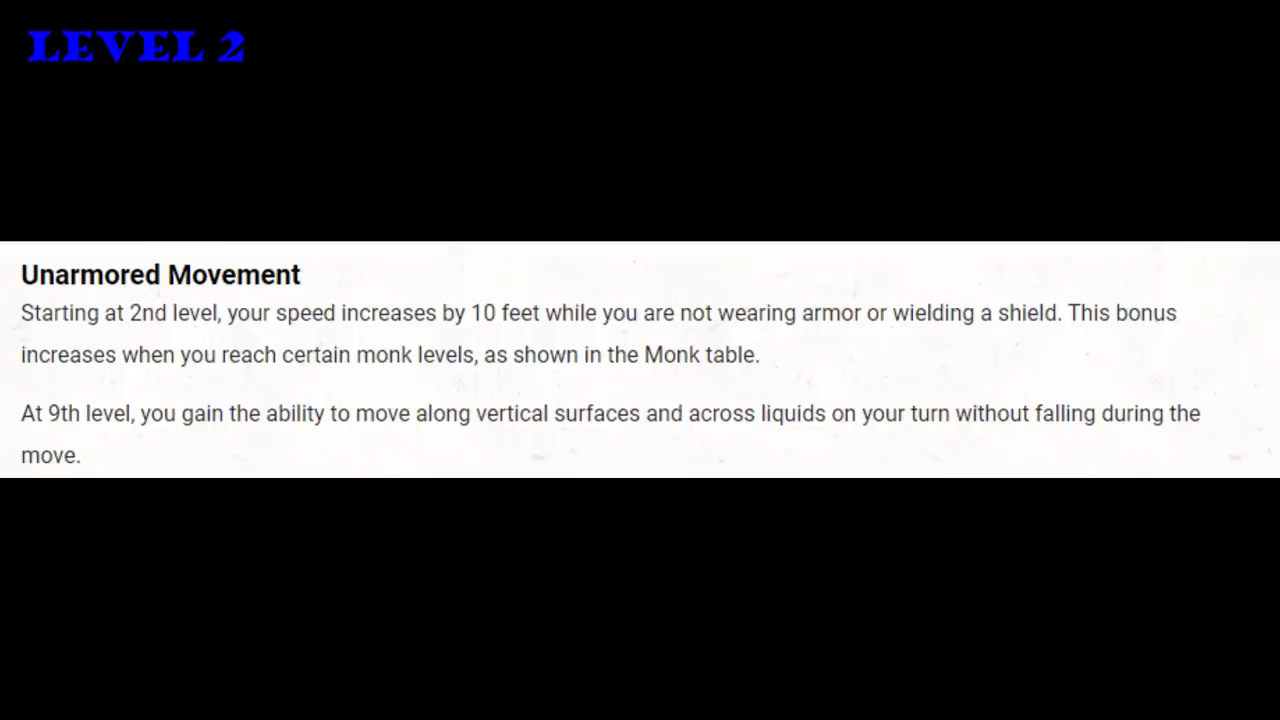 LEVEL 2
Unarmored Movement
Starting at 2nd level, your speed increases by 10 feet while you are not wearing armor or wielding a shield. This bonus
increases when you reach certain monk levels, as shown in the Monk table.
At 9th level, you gain the ability to move along vertical surfaces and across liquids on your turn without falling during the
move.